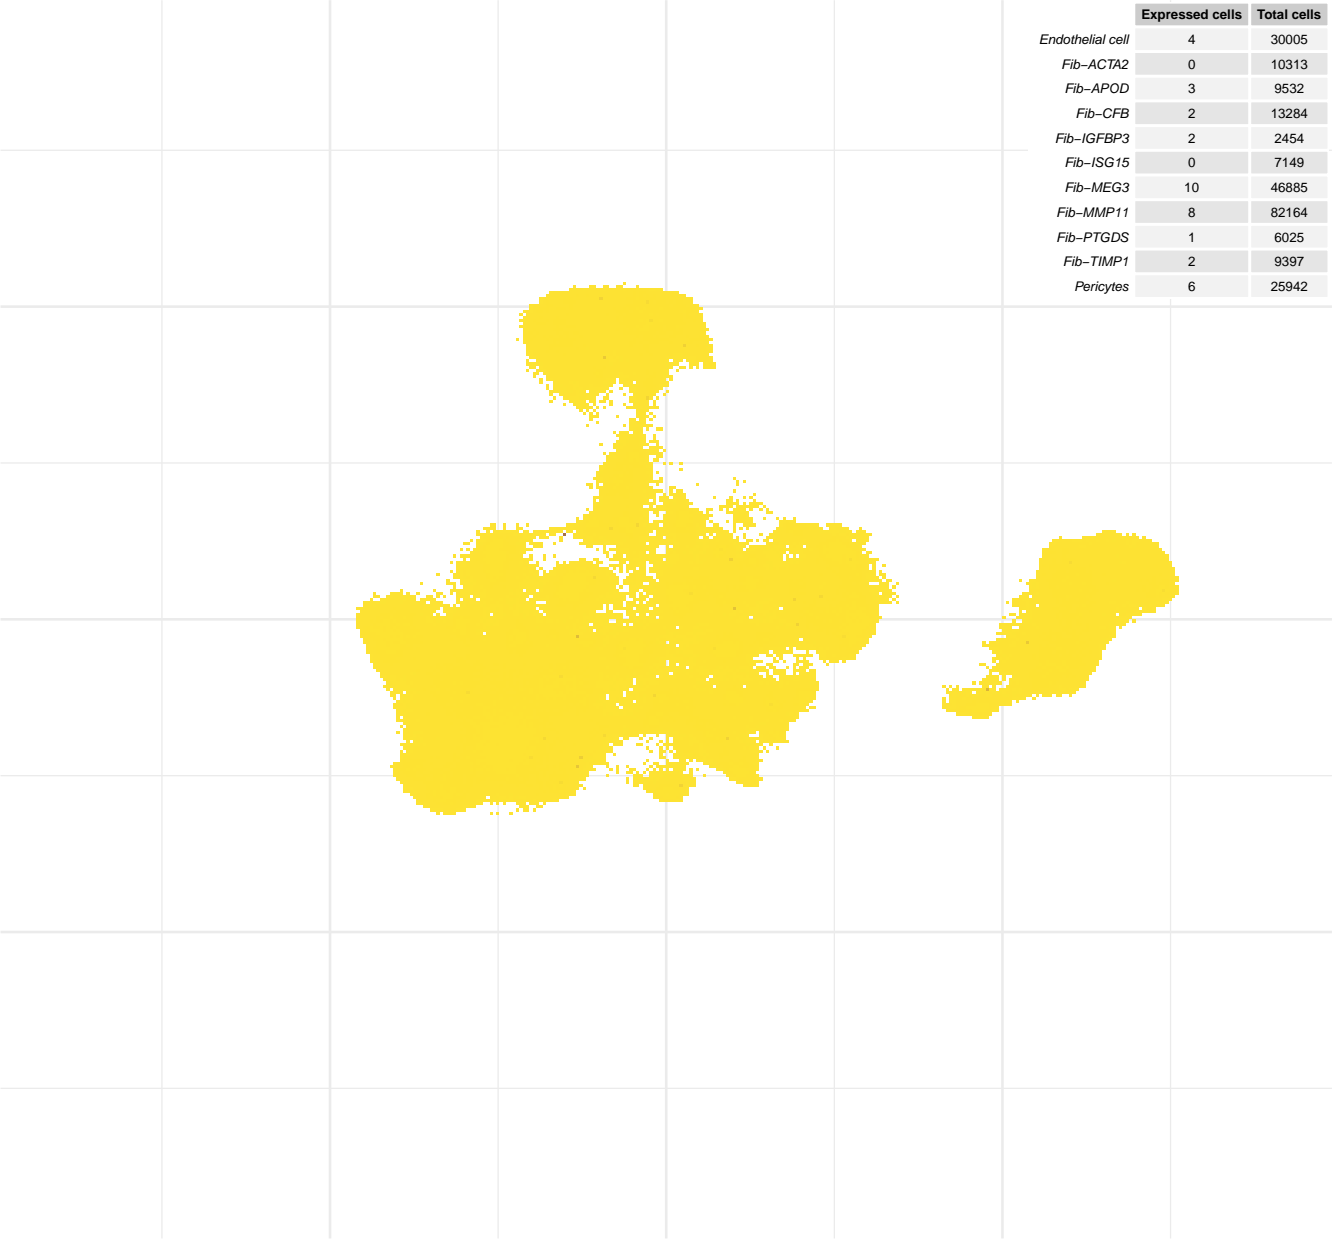 Expressed cells Total cells
Endothelial cell 4 30005
Fib−ACTA2 0 10313
Fib−APOD 3 9532
Fib−CFB 2 13284
Fib−IGFBP3 2 2454
Fib−ISG15 0 7149
Fib−MEG3 10 46885
Fib−MMP11 8 82164
Fib−PTGDS 1 6025
Fib−TIMP1 2 9397
Pericytes 6 25942